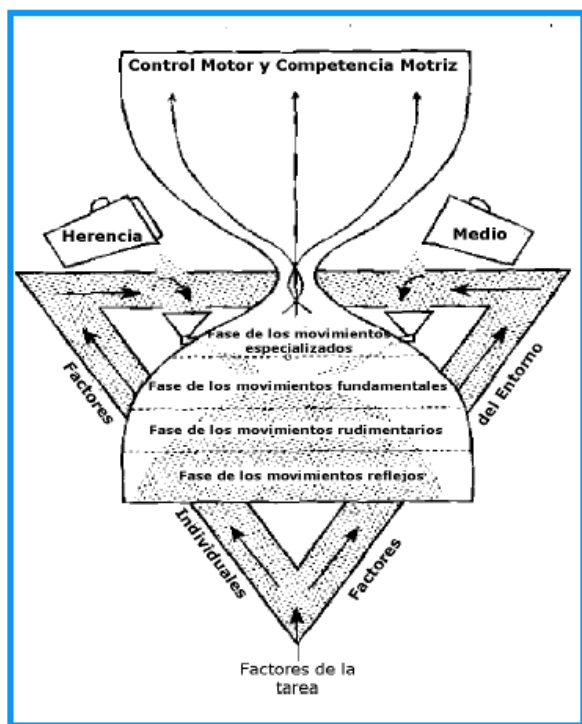 Control Motor y Competencia Motriz
Herencia
Medio
Fase de los movimientos
especializados
Factores
del Entorno
Fase de los movimientos fundamentales
Fase de los movimientos rudimentarios
Fase de los movimientos reflejos
Individuales
Factores
Factores de la
tarea